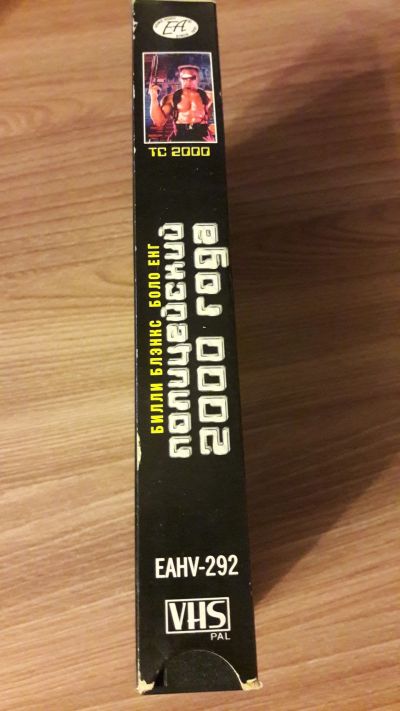 EA
TC 2000
БИЛЛИ БЛЭНКС БОЛО ЕНГ
полицейский
2000 года
EAHV-292
VHS
PAL